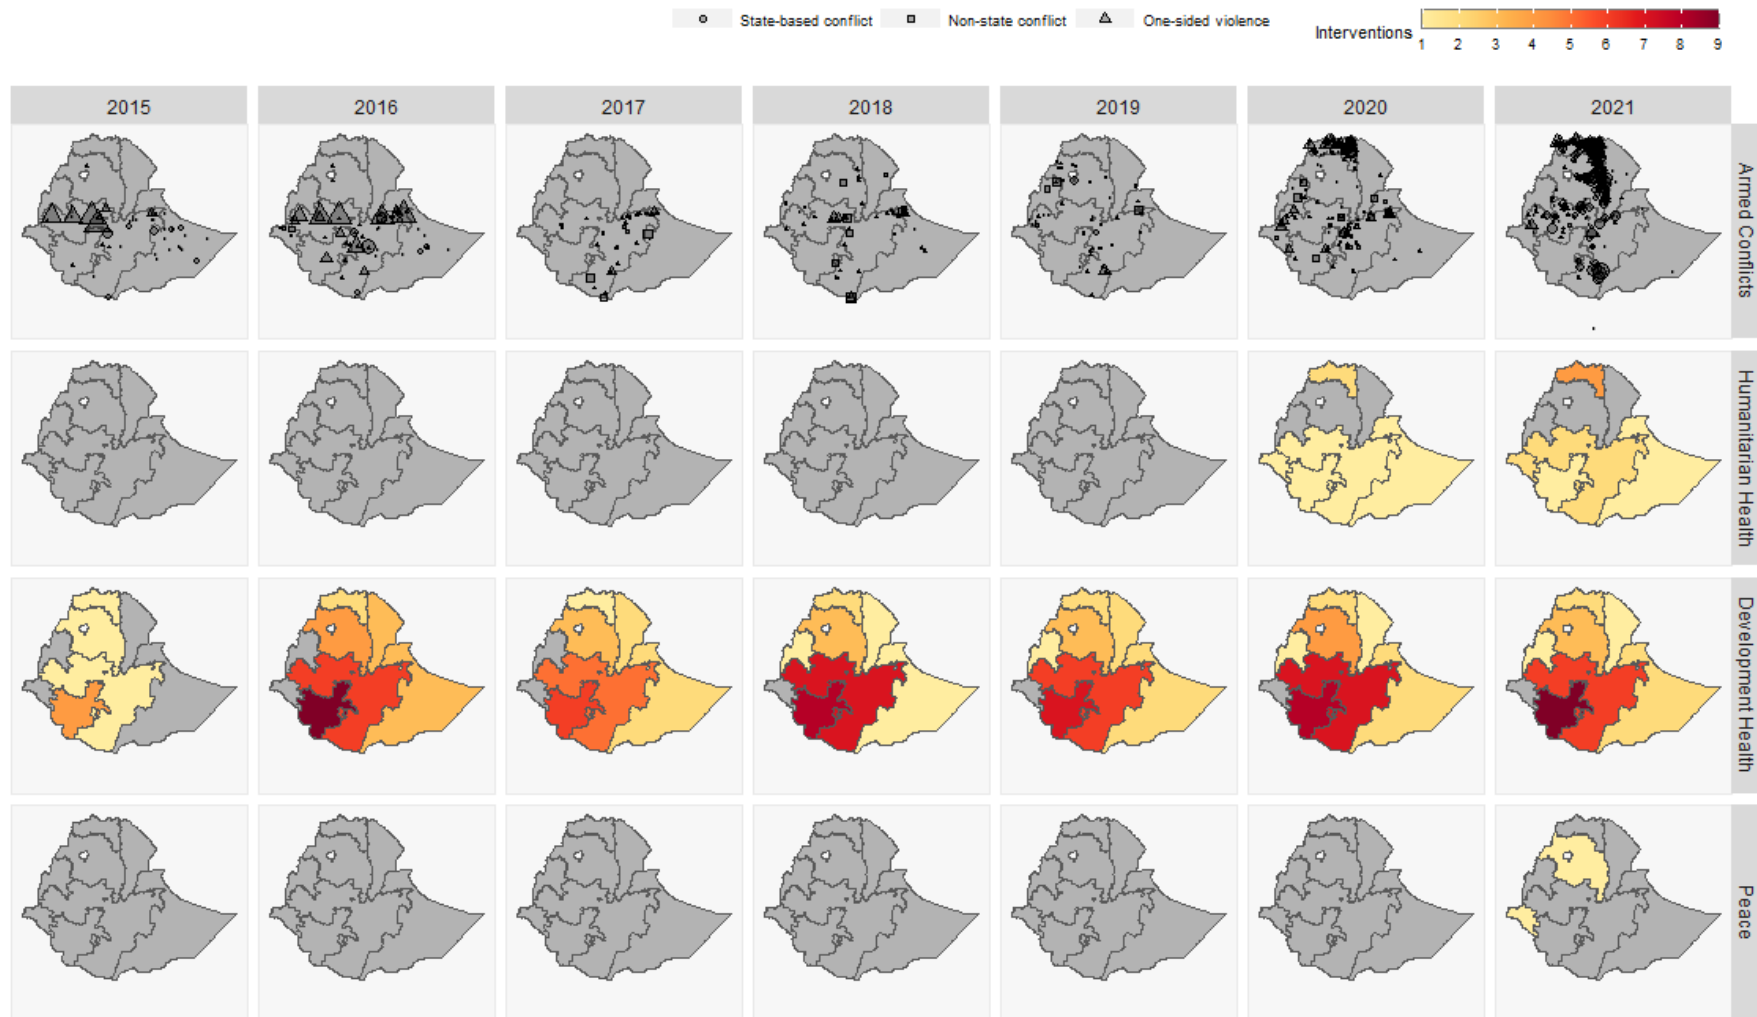 State-based conflict Non-state conflict One-sided violence
Interventions
1 2 3 4 5 6 7 8 9
2015 2016 2017 2018 2019 2020 2021
Armed Conflicts
Humanitarian Health
Development Health
Peace